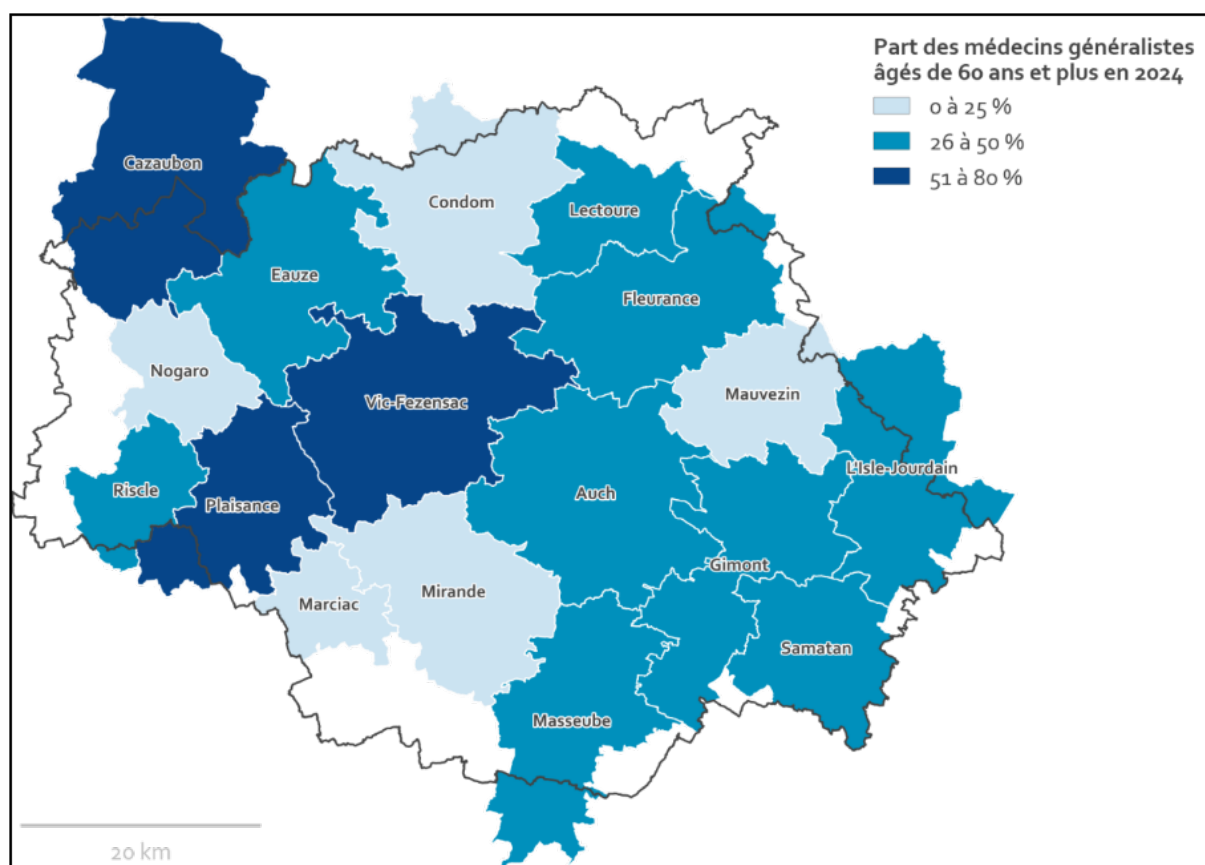 Part des médecins généralistes
âgés de 60 ans et plus en 2024
0 à 25 %
26 à 50 %
51 à 80 %
Cazaubon
Condom
Lectoure
Eauze
Fleurance
Nogaro
Mauvezin
Vic-Fezensac
L'Isle-Jourdain
Riscle
Plaisance
Auch
Gimont
Marciac
Mirande
Samatan
Masseube
20 km